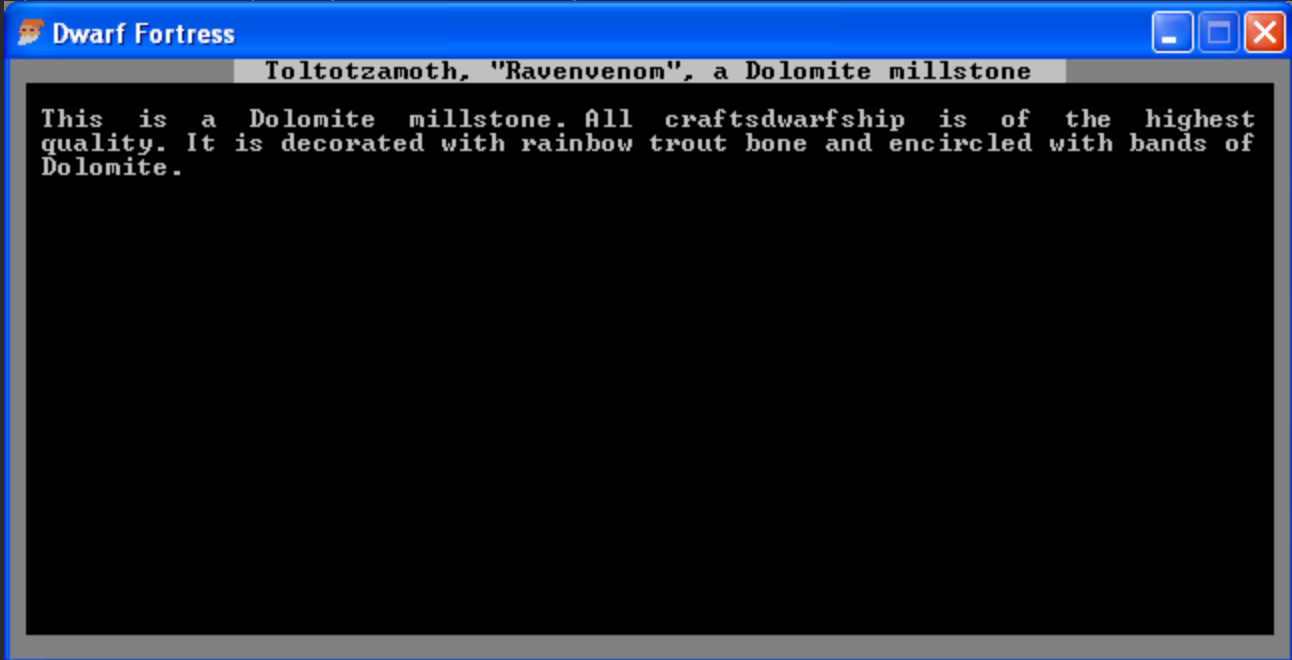 Dwarf Fortress
Toltotzamoth, "Ravenvenom", a Dolomite millstone
This is a Dolomite millstone. All craftsdwarfship is of the highest
quality. It is decorated with rainbow trout bone and encircled with bands of
Dolomite.